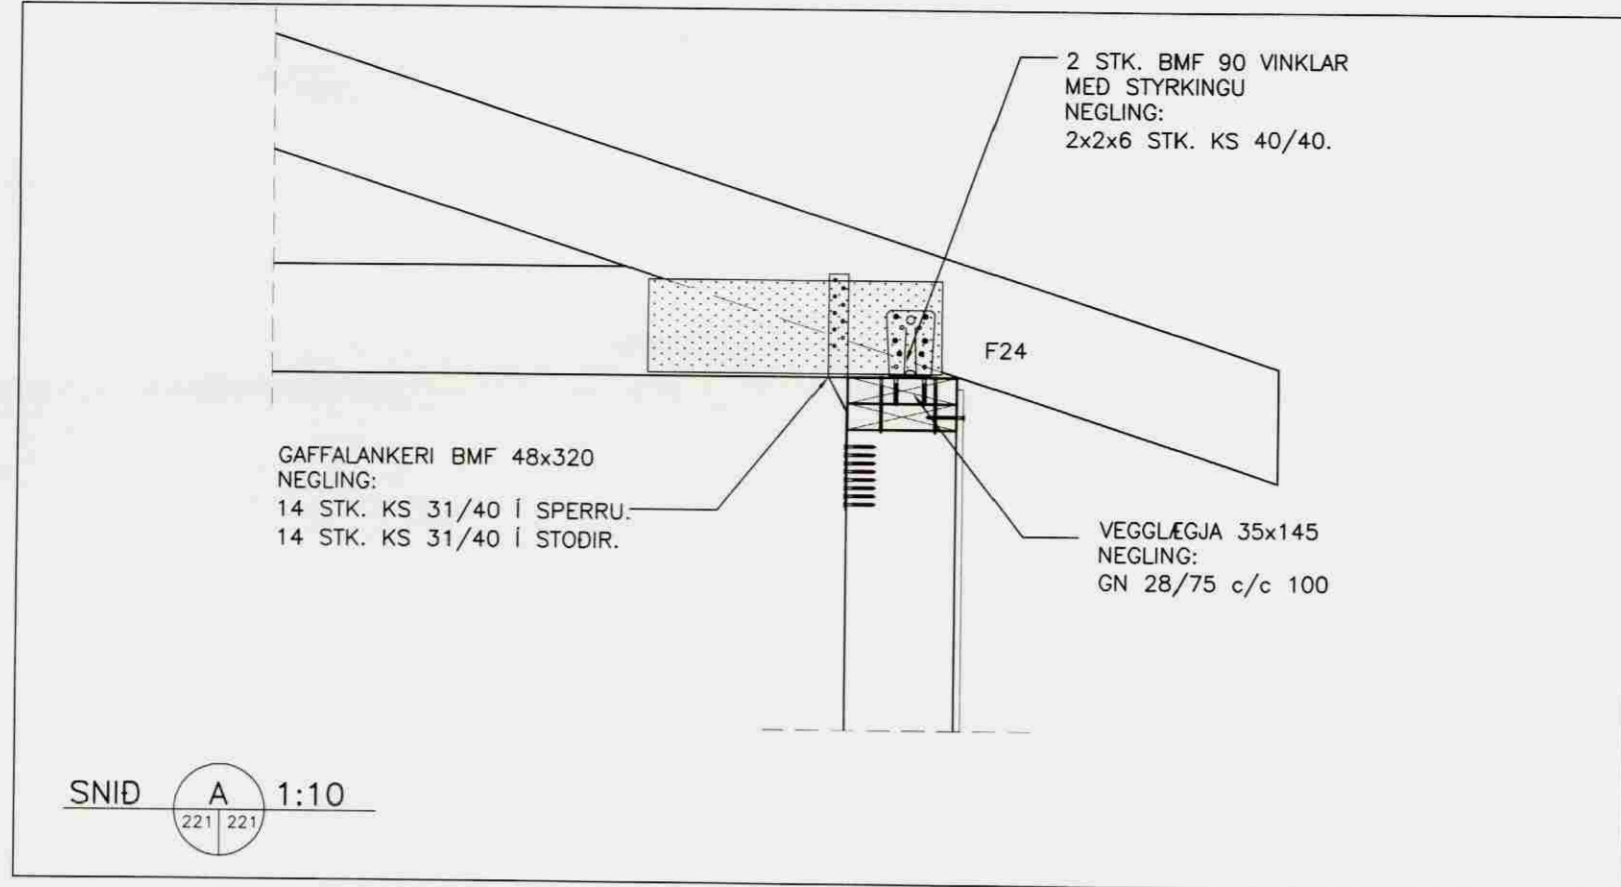 2 STK. BMF 90 VINKLAR
MEÐ STYRKINGU
NEGLING:
2x2x6 STK. KS 40/40.
F24
GAFFALANKERI BMF 48x320
NEGLING:
14 STK. KS 31/40 Í SPERRU.
14 STK. KS 31/40 Í STOÐIR.
VEGGLÆGJA 35x145
NEGLING:
GN 28/75 c/c 100
SNIÐ A 1:10
221 221